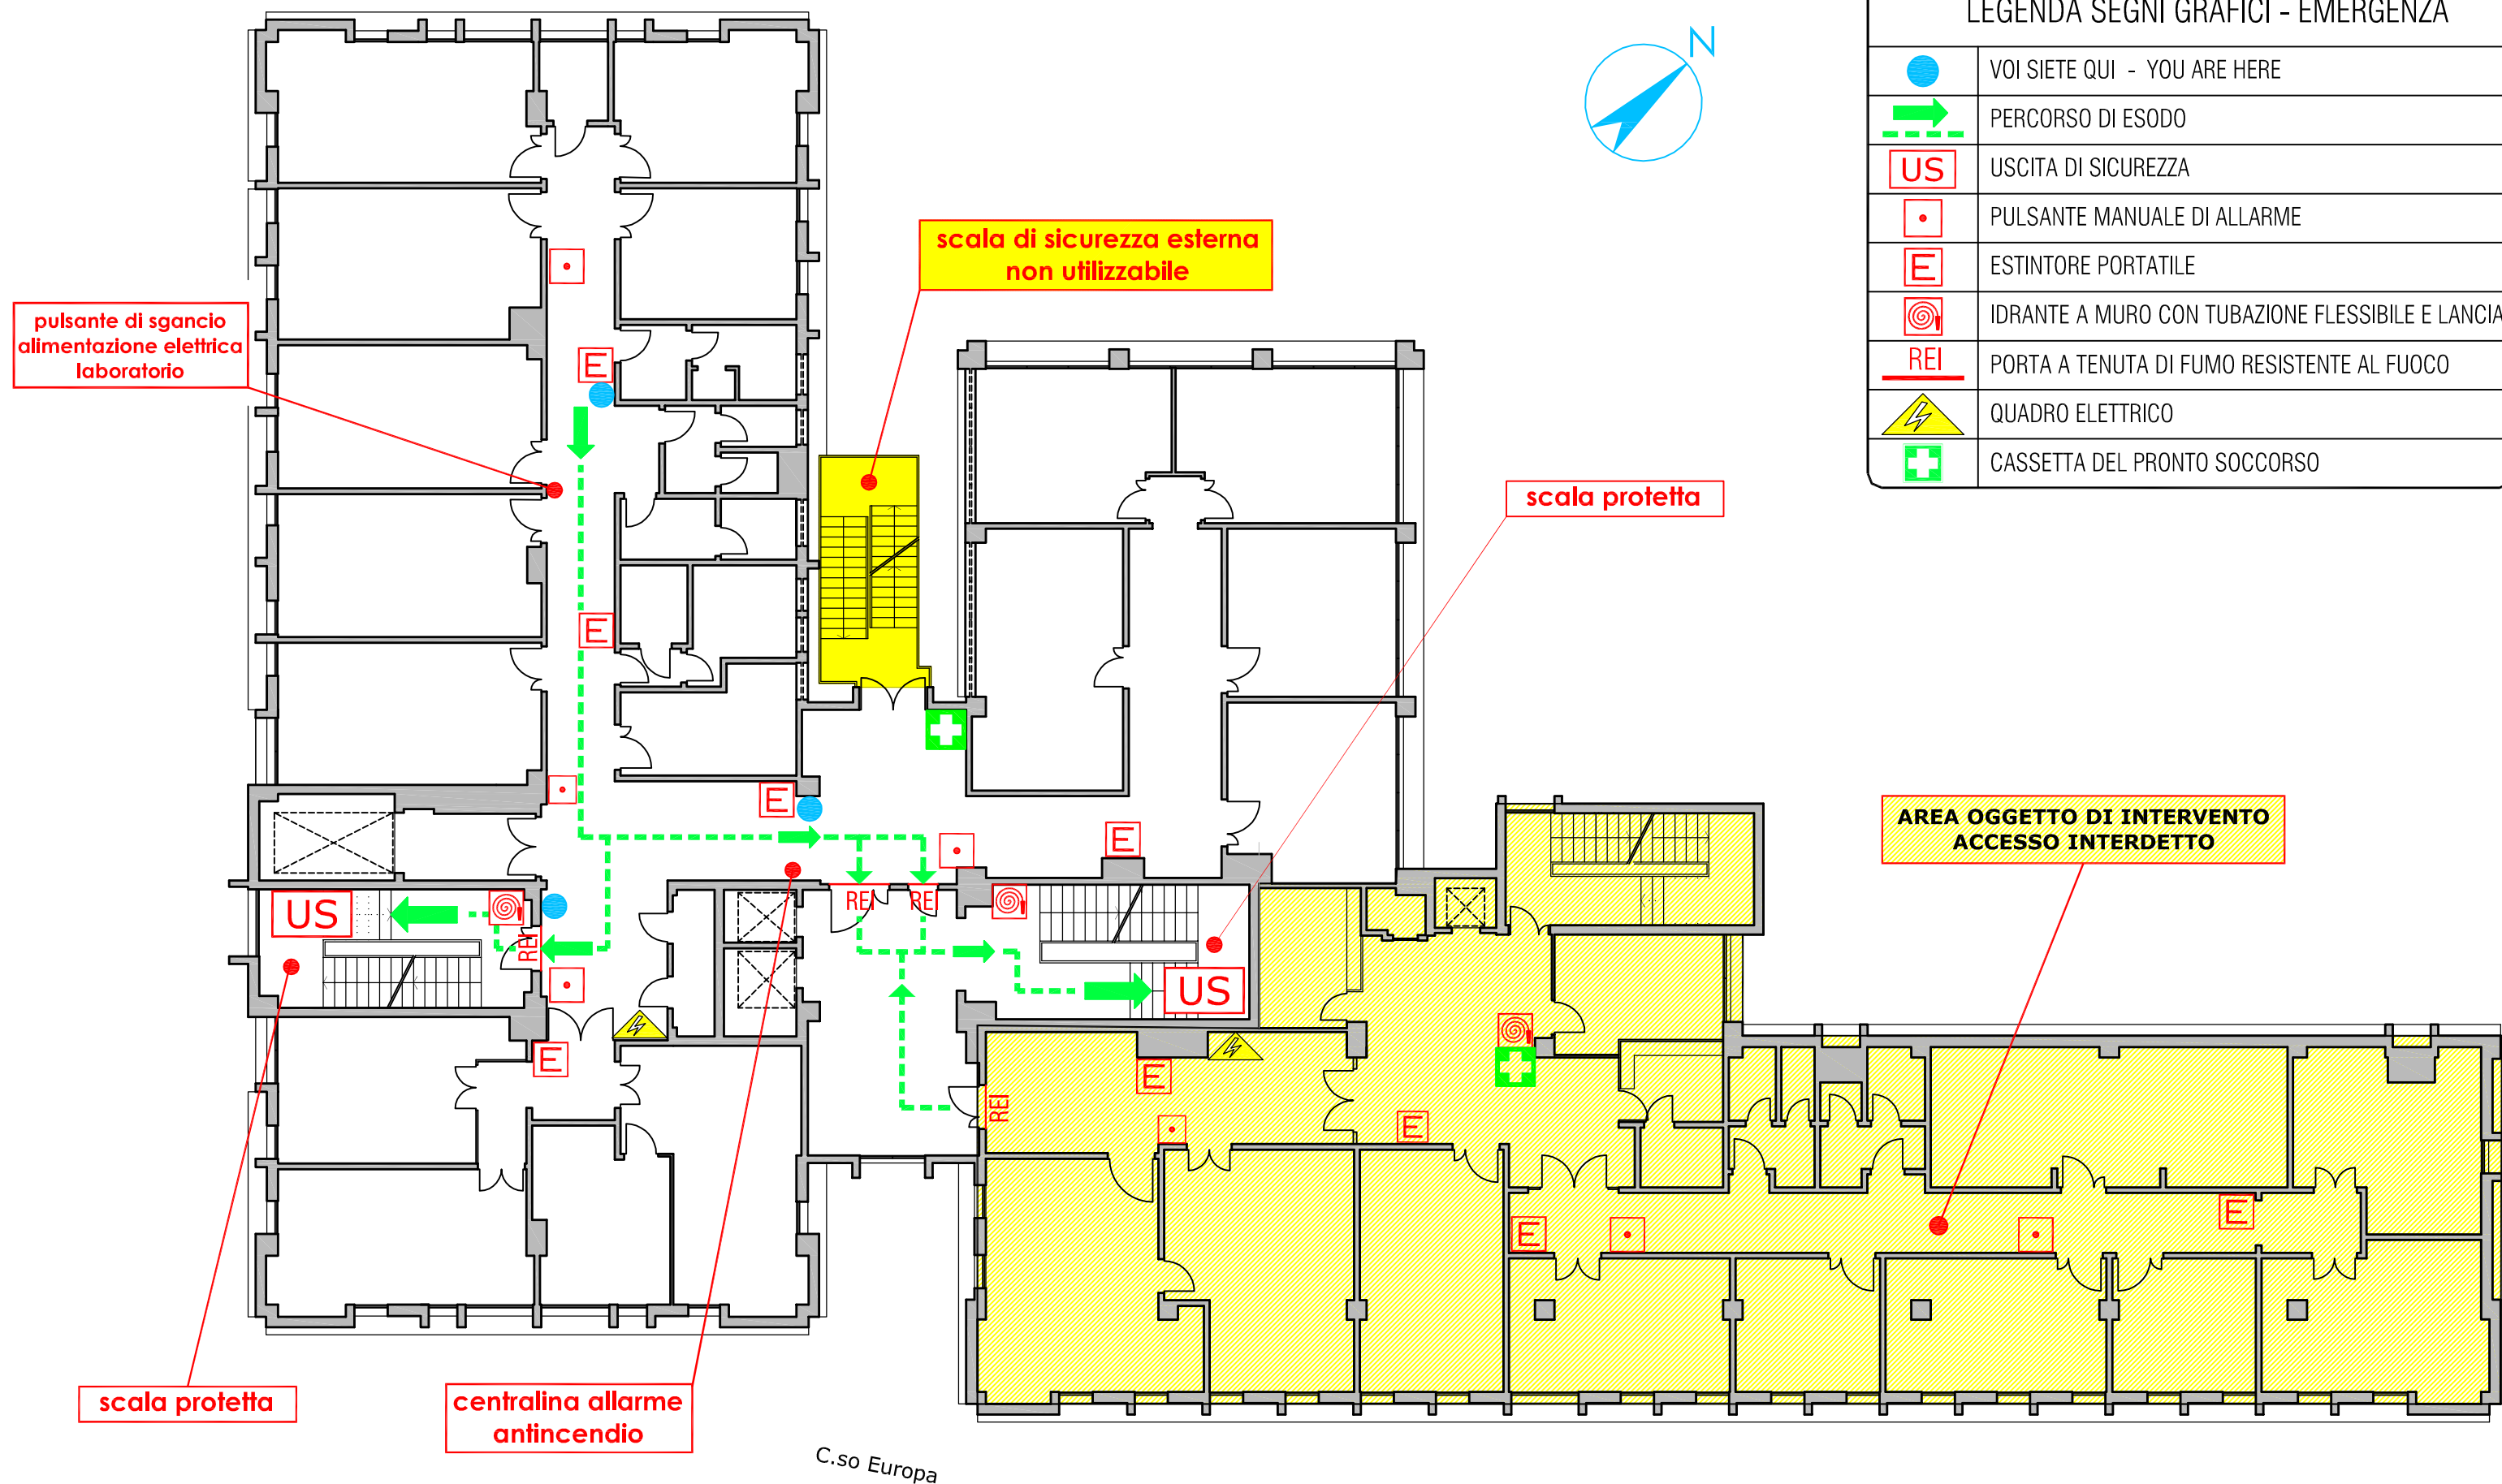 LEGENDA SEGNI GRAFICI - EMERGENZA
VOI SIETE QUI - YOU ARE HERE
PERCORSO DI ESODO
US
USCITA DI SICUREZZA
PULSANTE MANUALE DI ALLARME
E
ESTINTORE PORTATILE
IDRANTE A MURO CON TUBAZIONE FLESSIBILE E LANCIA
REI
PORTA A TENUTA DI FUMO RESISTENTE AL FUOCO
QUADRO ELETTRICO
CASSETTA DEL PRONTO SOCCORSO
N
scala di sicurezza esterna
non utilizzabile
pulsante di sgancio
alimentazione elettrica
laboratorio
E
scala protetta
E
E
E
AREA OGGETTO DI INTERVENTO
ACCESSO INTERDETTO
US
REI
REI
REI
US
E
E
REI
E
E
E
scala protetta
centralina allarme
antincendio
C.so Europa